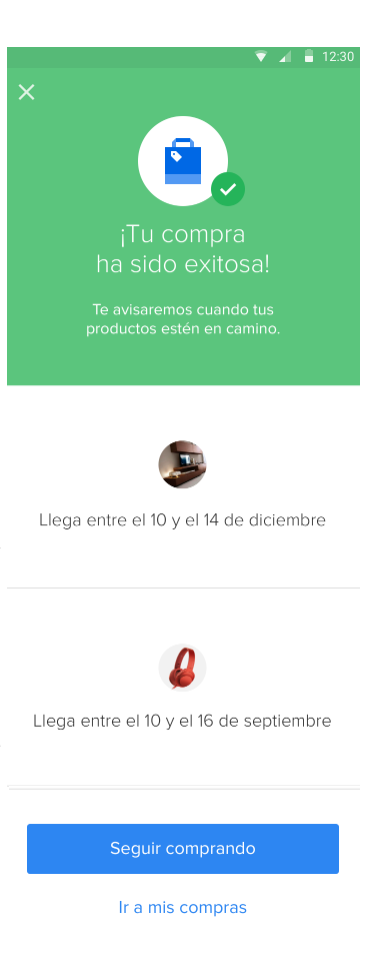 12:30
¡Tu compra
ha sido exitosa!
Te avisaremos cuando tus
productos estén en camino.
Llega entre el 10 y el 14 de diciembre
Llega entre el 10 y el 16 de septiembre
Seguir comprando
Ir a mis compras